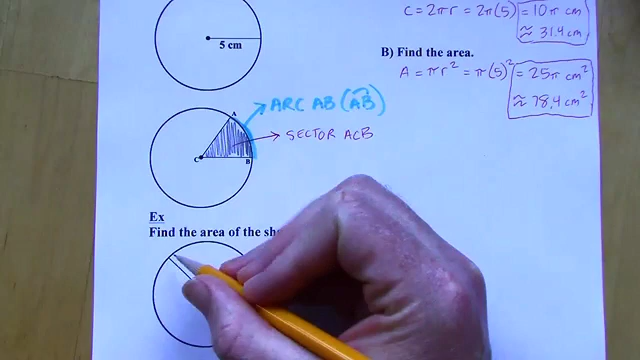 C = 2πr = 2π(5) = 10π cm
≈ 31.4 cm
5 cm
B) Find the area.
A = πr² = π(5)² = 25π cm²
≈ 78,4 cm²
A
ARC AB (AB)
SECTOR ACB
C
B
Ex
Find the area of the